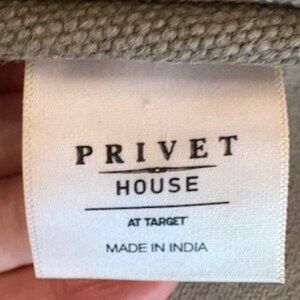 PRIVET
HOUSE
AT TARGET
MADE IN INDIA